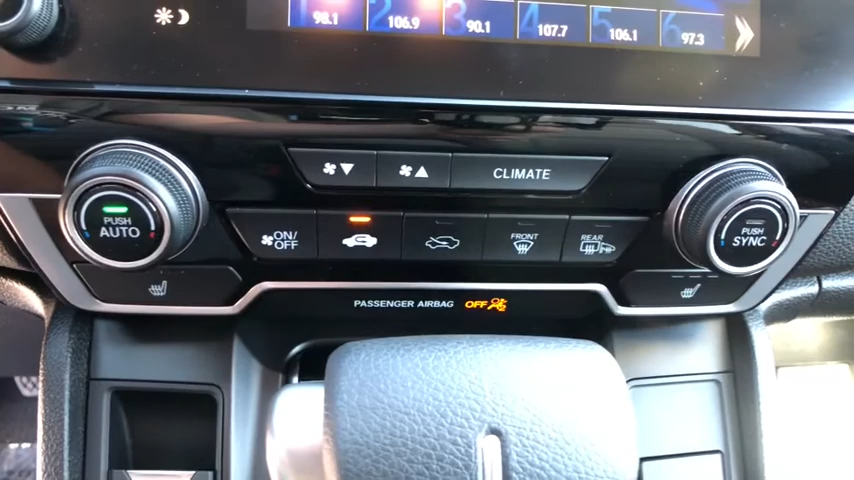 1 98.1 2 106.9 3 90.1 4 107.7 5 106.1 6 97.3
CLIMATE
PUSH AUTO
ON/OFF
FRONT
REAR
PUSH SYNC
PASSENGER AIRBAG OFF